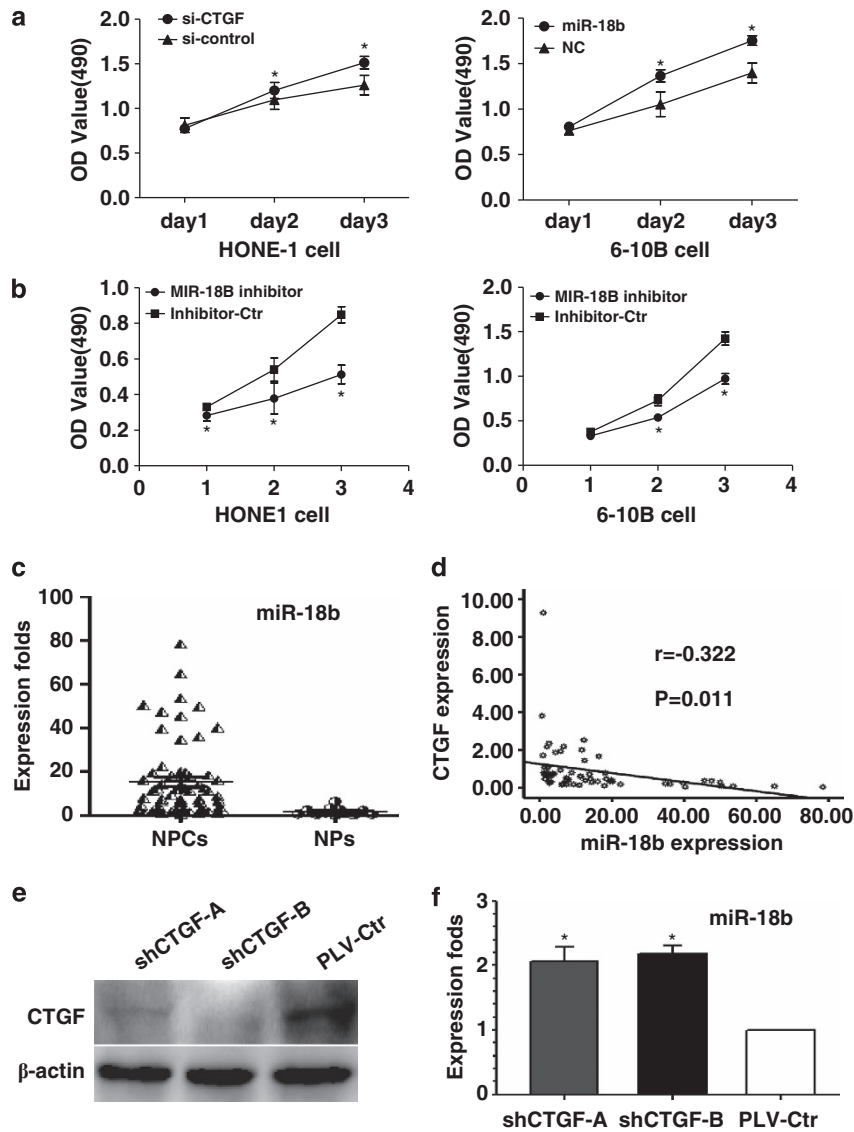 a
si-CTGF
si-control
OD Value(490)
2.0
1.5
1.0
0.5
0.0
*
*
day1 day2 day3
HONE-1 cell
miR-18b
NC
OD Value(490)
2.0
1.5
1.0
0.5
0.0
*
*
day1 day2 day3
6-10B cell
b
MIR-18B inhibitor
Inhibitor-Ctr
OD Value(490)
1.0
0.8
0.6
0.4
0.2
0.0
*
*
*
0 1 2 3 4
HONE1 cell
MIR-18B inhibitor
Inhibitor-Ctr
OD Value(490)
2.0
1.5
1.0
0.5
0.0
*
*
0 1 2 3 4
6-10B cell
c
miR-18b
Expression folds
100
80
60
40
20
0
NPCs NPs
d
CTGF expression
10.00
8.00
6.00
4.00
2.00
0.00
r=-0.322
P=0.011
0.00 20.00 40.00 60.00 80.00
miR-18b expression
e
shCTGF-A
shCTGF-B
PLV-Ctr
CTGF
β-actin
f
miR-18b
Expression fods
3
2
1
0
*
*
shCTGF-A shCTGF-B PLV-Ctr